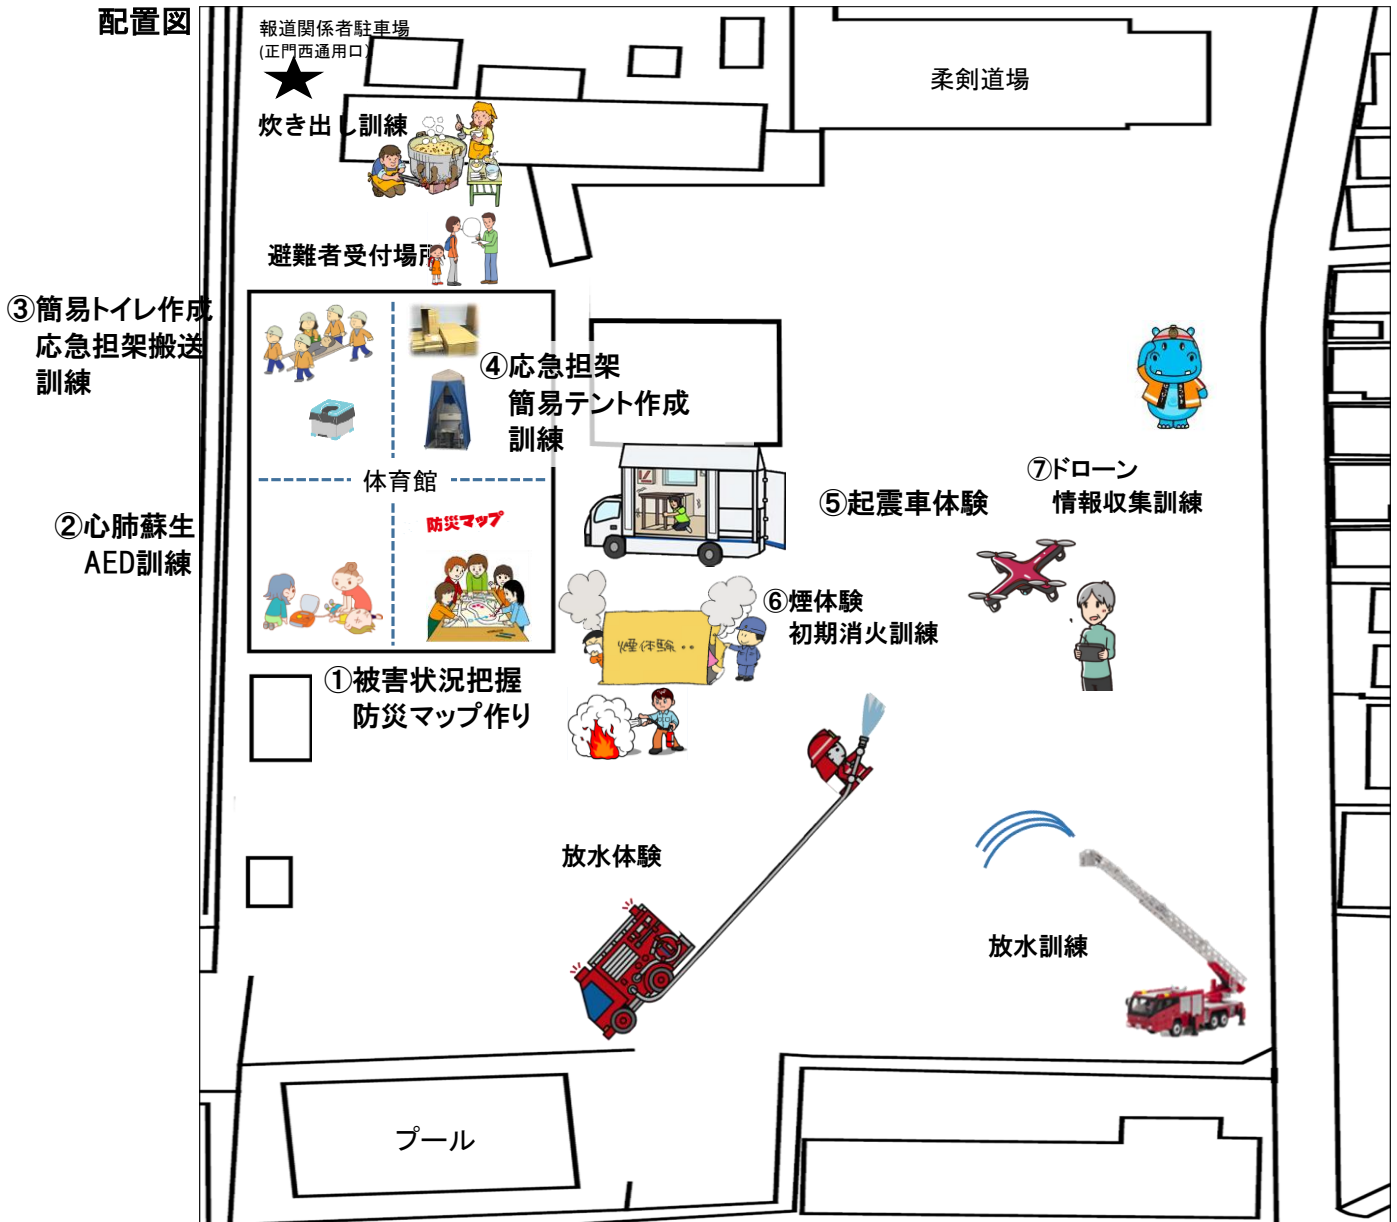 配置図
報道関係者駐車場
(正門西通用口)
柔剣道場
炊き出し訓練
避難者受付場所
③簡易トイレ作成
応急担架搬送
訓練
④応急担架
簡易テント作成
訓練
体育館
②心肺蘇生
AED訓練
防災マップ
⑤起震車体験
⑦ドローン
情報収集訓練
⑥煙体験
初期消火訓練
煙体験・・
①被害状況把握
防災マップ作り
放水体験
放水訓練
プール